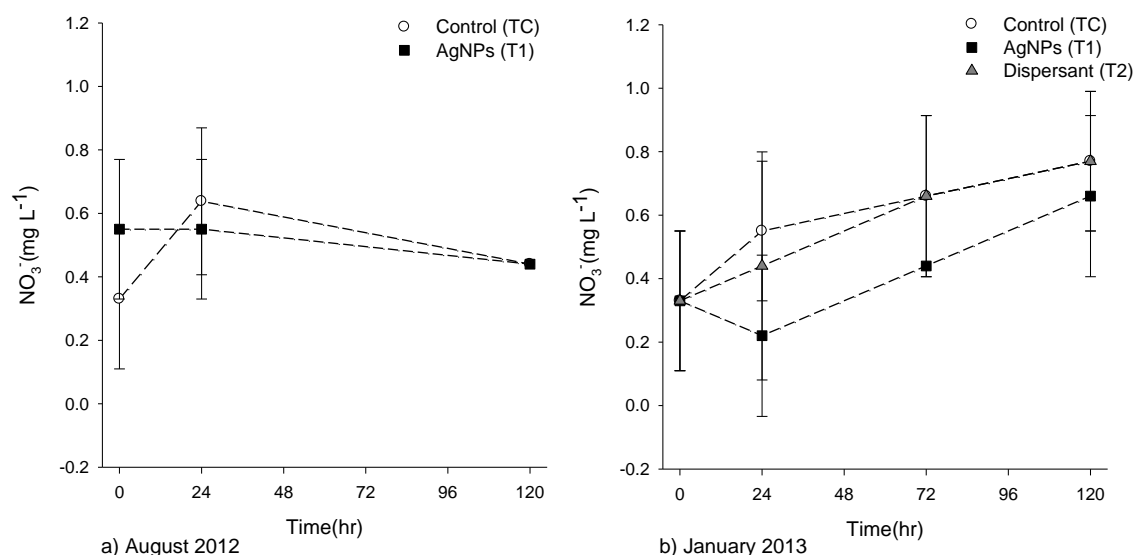 1.2
1.0
0.8
0.6
0.4
0.2
0.0
-0.2
NO₃⁻(mg L⁻¹)
Control (TC)
AgNPs (T1)
0 24 48 72 96 120
Time(hr)
a) August 2012
1.2
1.0
0.8
0.6
0.4
0.2
0.0
-0.2
NO₃⁻(mg L⁻¹)
Control (TC)
AgNPs (T1)
Dispersant (T2)
0 24 48 72 96 120
Time(hr)
b) January 2013